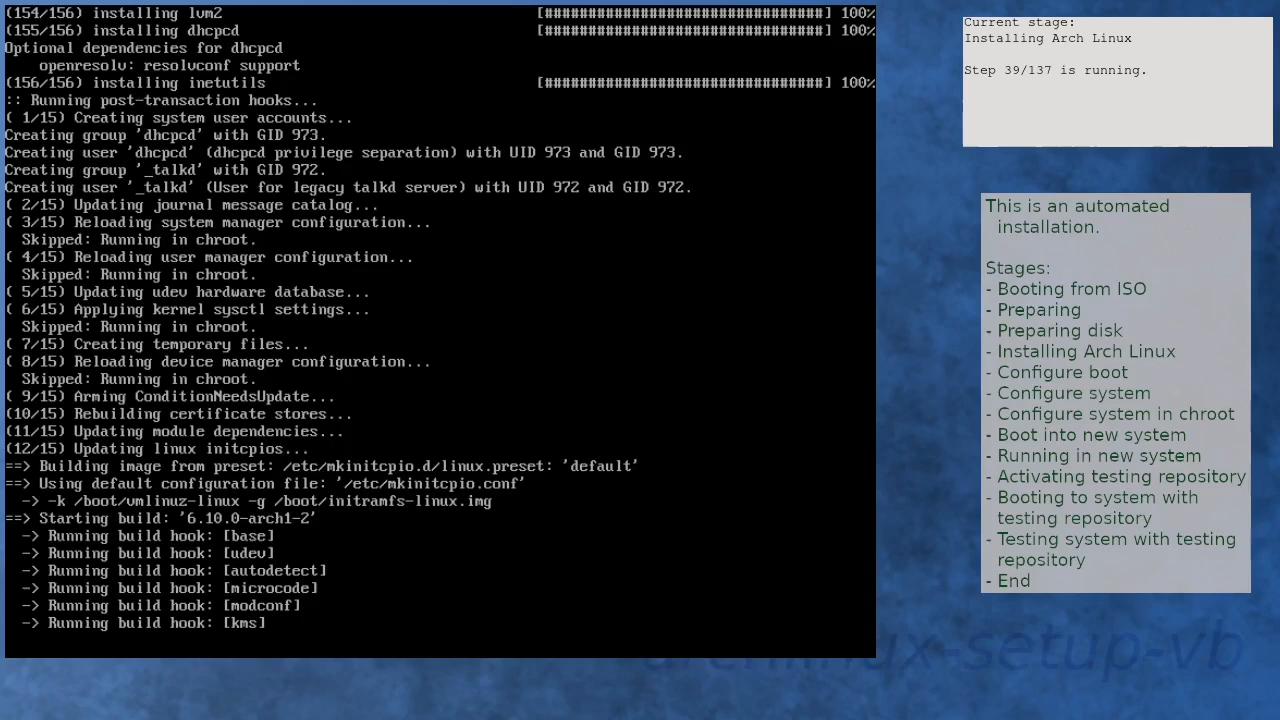 (154/156) installing lvm2 [################################] 100%
(155/156) installing dhcpcd [################################] 100%
Optional dependencies for dhcpcd
    openresolv: resolvconf support
(156/156) installing inetutils [################################] 100%
:: Running post-transaction hooks...
( 1/15) Creating system user accounts...
Creating group 'dhcpcd' with GID 973.
Creating user 'dhcpcd' (dhcpcd privilege separation) with UID 973 and GID 973.
Creating group '_talkd' with GID 972.
Creating user '_talkd' (User for legacy talkd server) with UID 972 and GID 972.
( 2/15) Updating journal message catalog...
( 3/15) Reloading system manager configuration...
  Skipped: Running in chroot.
( 4/15) Reloading user manager configuration...
  Skipped: Running in chroot.
( 5/15) Updating udev hardware database...
( 6/15) Applying kernel sysctl settings...
  Skipped: Running in chroot.
( 7/15) Creating temporary files...
( 8/15) Reloading device manager configuration...
  Skipped: Running in chroot.
( 9/15) Arming ConditionNeedsUpdate...
(10/15) Rebuilding certificate stores...
(11/15) Updating module dependencies...
(12/15) Updating linux initcpios...
==> Building image from preset: /etc/mkinitcpio.d/linux.preset: 'default'
==> Using default configuration file: '/etc/mkinitcpio.conf'
  -> -k /boot/vmlinuz-linux -g /boot/initramfs-linux.img
==> Starting build: '6.10.0-arch1-2'
  -> Running build hook: [base]
  -> Running build hook: [udev]
  -> Running build hook: [autodetect]
  -> Running build hook: [microcode]
  -> Running build hook: [modconf]
  -> Running build hook: [kms]
Current stage:
Installing Arch Linux
Step 39/137 is running.
This is an automated
installation.
Stages:
- Booting from ISO
- Preparing
- Preparing disk
- Installing Arch Linux
- Configure boot
- Configure system
- Configure system in chroot
- Boot into new system
- Running in new system
- Activating testing repository
- Booting to system with
testing repository
- Testing system with testing
repository
- End